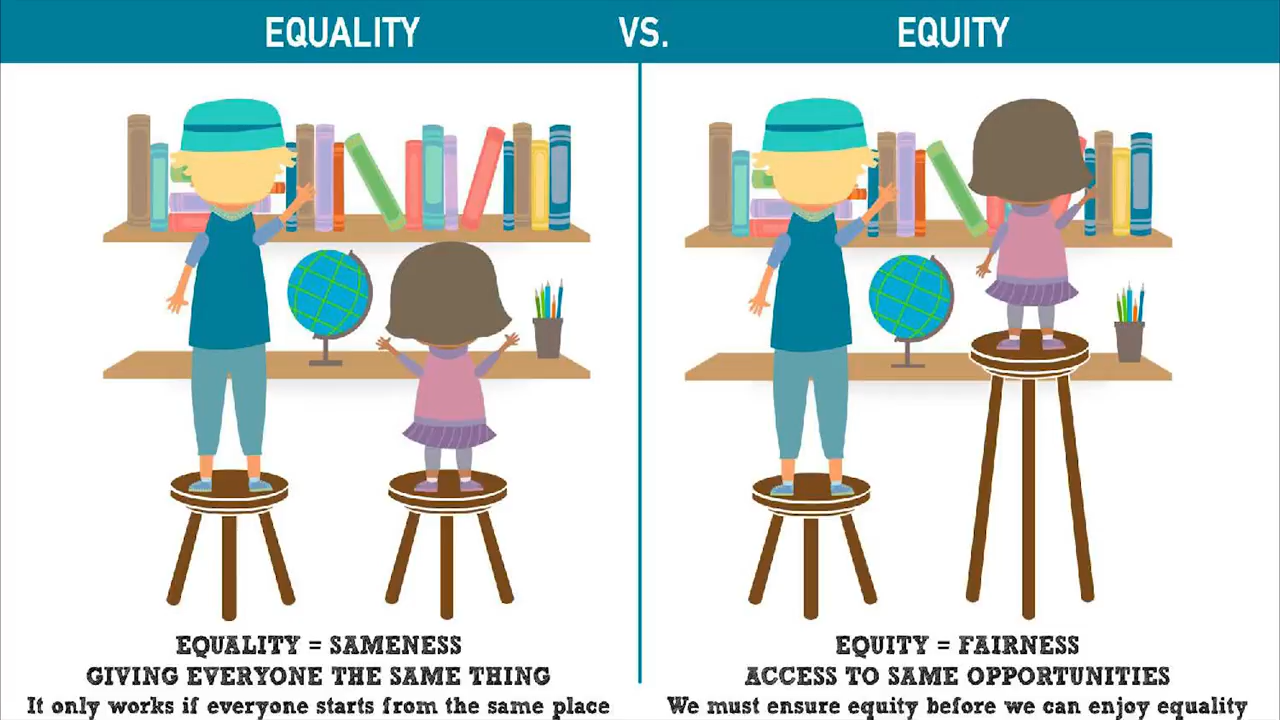 EQUALITY VS. EQUITY
EQUALITY = SAMENESS
GIVING EVERYONE THE SAME THING
It only works if everyone starts from the same place
EQUITY = FAIRNESS
ACCESS TO SAME OPPORTUNITIES
We must ensure equity before we can enjoy equality